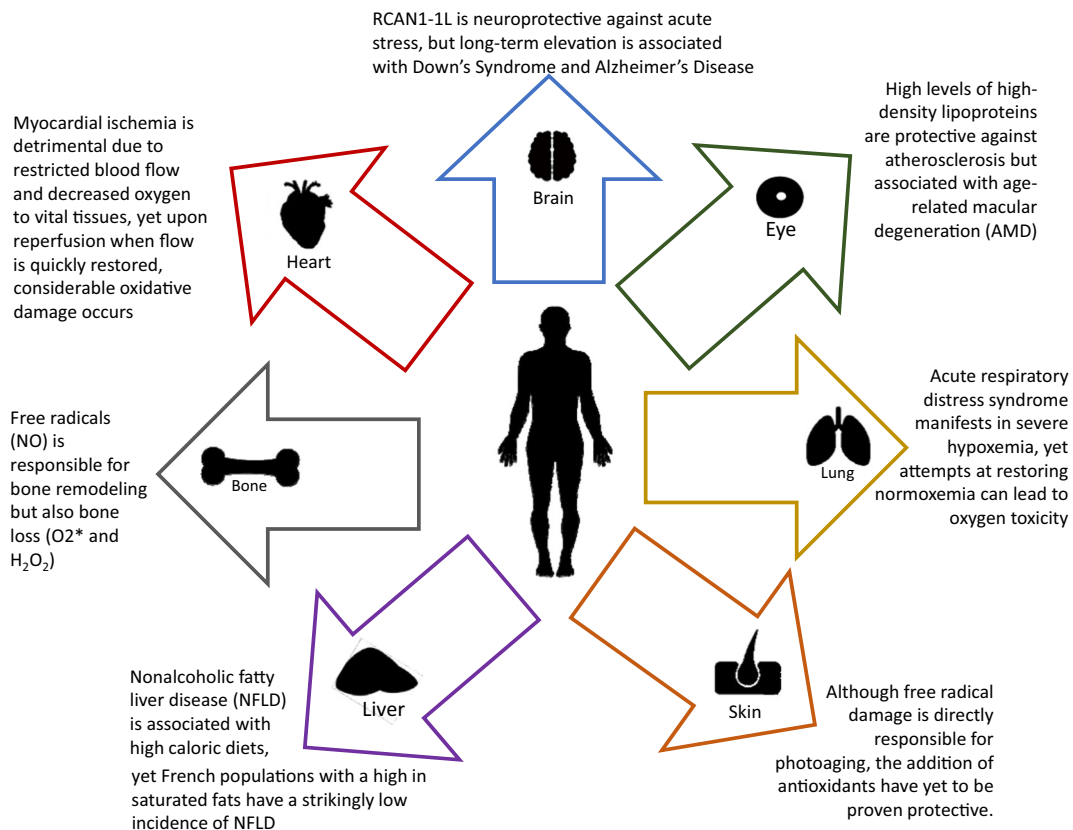 RCAN1-1L is neuroprotective against acute
stress, but long-term elevation is associated
with Down’s Syndrome and Alzheimer’s Disease
Brain
High levels of high-
density lipoproteins
are protective against
atherosclerosis but
associated with age-
related macular
degeneration (AMD)
Eye
Acute respiratory
distress syndrome
manifests in severe
hypoxemia, yet
attempts at restoring
normoxemia can lead to
oxygen toxicity
Lung
Although free radical
damage is directly
responsible for
photoaging, the addition of
antioxidants have yet to be
proven protective.
Skin
Nonalcoholic fatty
liver disease (NFLD)
is associated with
high caloric diets,
yet French populations with a high in
saturated fats have a strikingly low
incidence of NFLD
Liver
Free radicals
(NO) is
responsible for
bone remodeling
but also bone
loss (O2* and
H₂O₂)
Bone
Myocardial ischemia is
detrimental due to
restricted blood flow
and decreased oxygen
to vital tissues, yet upon
reperfusion when flow
is quickly restored,
considerable oxidative
damage occurs
Heart